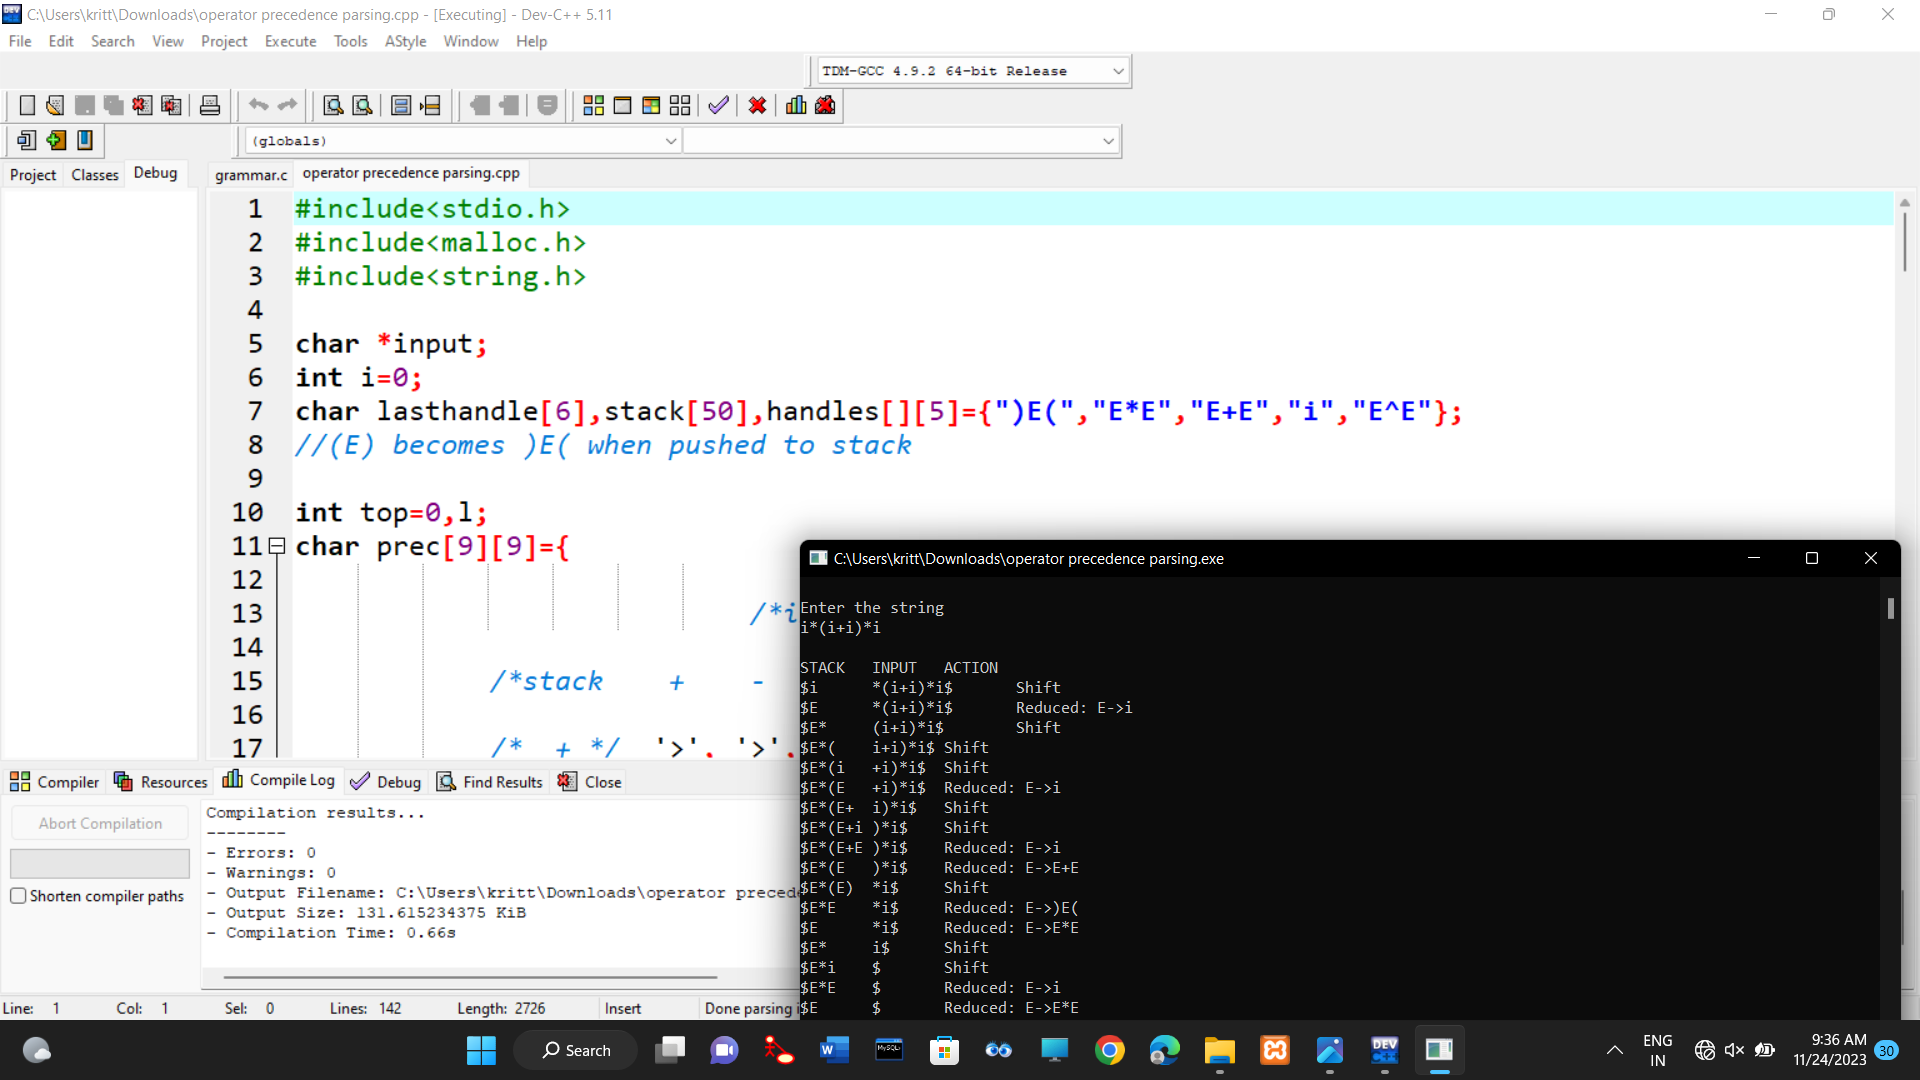 C:\Users\kritt\Downloads\operator precedence parsing.cpp - [Executing] - Dev-C++ 5.11
File Edit Search View Project Execute Tools AStyle Window Help
TDM-GCC 4.9.2 64-bit Release
(globals)
Project Classes Debug
grammar.c operator precedence parsing.cpp
1 #include<stdio.h>
2 #include<malloc.h>
3 #include<string.h>
4
5 char *input;
6 int i=0;
7 char lasthandle[6],stack[50],handles[][5]={")E(","E*E","E+E","i","E^E"};
8 //(E) becomes )E( when pushed to stack
9
10 int top=0,l;
11 char prec[9][9]={
12
13 /*i
14
15 /*stack + -
16
17 /* + */ '>', '>',
Compiler Resources Compile Log Debug Find Results Close
Abort Compilation
Shorten compiler paths
Compilation results...
--------
- Errors: 0
- Warnings: 0
- Output Filename: C:\Users\kritt\Downloads\operator preced
- Output Size: 131.615234375 KiB
- Compilation Time: 0.66s
Line: 1 Col: 1 Sel: 0 Lines: 142 Length: 2726 Insert Done parsing
C:\Users\kritt\Downloads\operator precedence parsing.exe
Enter the string
i*(i+i)*i
STACK INPUT ACTION
$i *(i+i)*i$ Shift
$E *(i+i)*i$ Reduced: E->i
$E* (i+i)*i$ Shift
$E*( i+i)*i$ Shift
$E*(i +i)*i$ Shift
$E*(E +i)*i$ Reduced: E->i
$E*(E+ i)*i$ Shift
$E*(E+i )*i$ Shift
$E*(E+E )*i$ Reduced: E->i
$E*(E )*i$ Reduced: E->E+E
$E*(E) *i$ Shift
$E*E *i$ Reduced: E->)E(
$E *i$ Reduced: E->E*E
$E* i$ Shift
$E*i $ Shift
$E*E $ Reduced: E->i
$E $ Reduced: E->E*E
Search
MySQL
DEV
ENG
IN
9:36 AM
11/24/2023
30